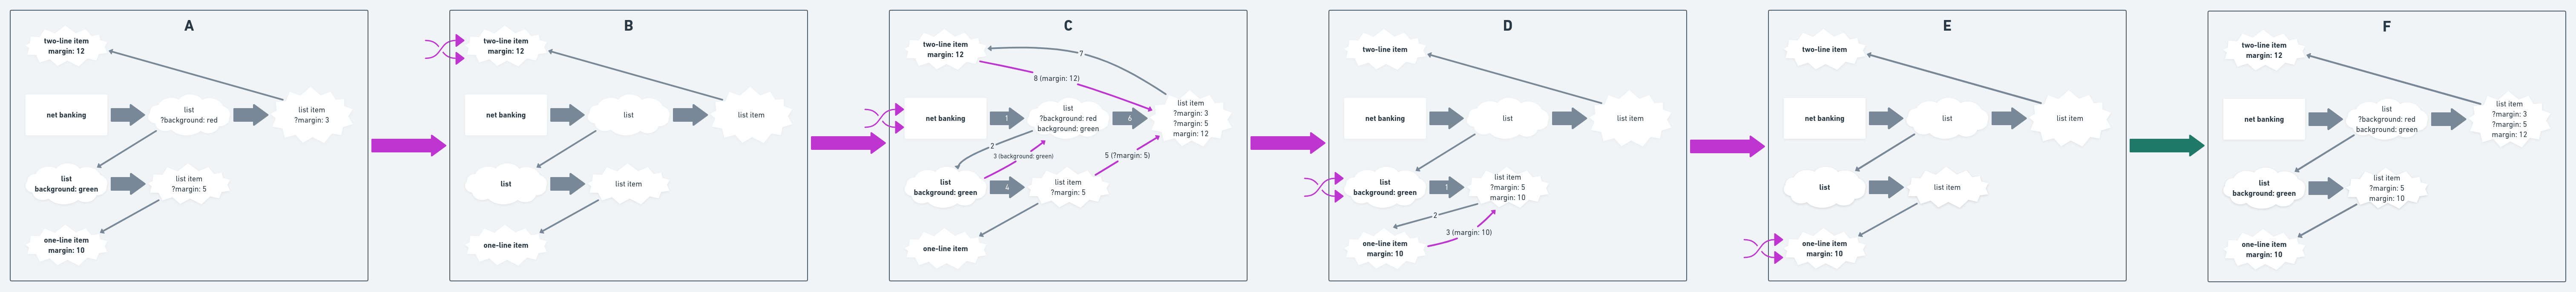 A
two-line item
margin: 12
net banking
list
?background: red
list item
?margin: 3
list
background: green
list item
?margin: 5
one-line item
margin: 10
B
two-line item
margin: 12
net banking
list
list item
list
list item
one-line item
C
two-line item
margin: 12
7
8 (margin: 12)
net banking
1
list
?background: red
background: green
6
list item
?margin: 3
?margin: 5
margin: 12
2
3 (background: green)
5 (?margin: 5)
list
background: green
4
list item
?margin: 5
one-line item
D
two-line item
net banking
list
list item
list
background: green
1
list item
?margin: 5
margin: 10
2
3 (margin: 10)
one-line item
margin: 10
E
two-line item
net banking
list
list item
list
list item
one-line item
margin: 10
F
two-line item
margin: 12
net banking
list
?background: red
background: green
list item
?margin: 3
?margin: 5
margin: 12
list
background: green
list item
?margin: 5
margin: 10
one-line item
margin: 10